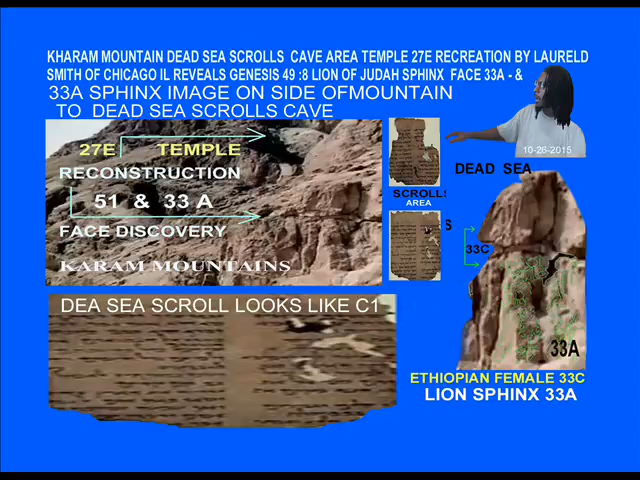 KHARAM MOUNTAIN DEAD SEA SCROLLS CAVE AREA TEMPLE 27E RECREATION BY LAURELD
SMITH OF CHICAGO IL REVEALS GENESIS 49 :8 LION OF JUDAH SPHINX FACE 33A - &
33A SPHINX IMAGE ON SIDE OFMOUNTAIN
TO DEAD SEA SCROLLS CAVE
27E TEMPLE
RECONSTRUCTION
51 & 33 A
FACE DISCOVERY
KARAM MOUNTAINS
10-26-2015
DEAD SEA
SCROLLS
AREA
S
33C
33A
DEA SEA SCROLL LOOKS LIKE C1
ETHIOPIAN FEMALE 33C
LION SPHINX 33A